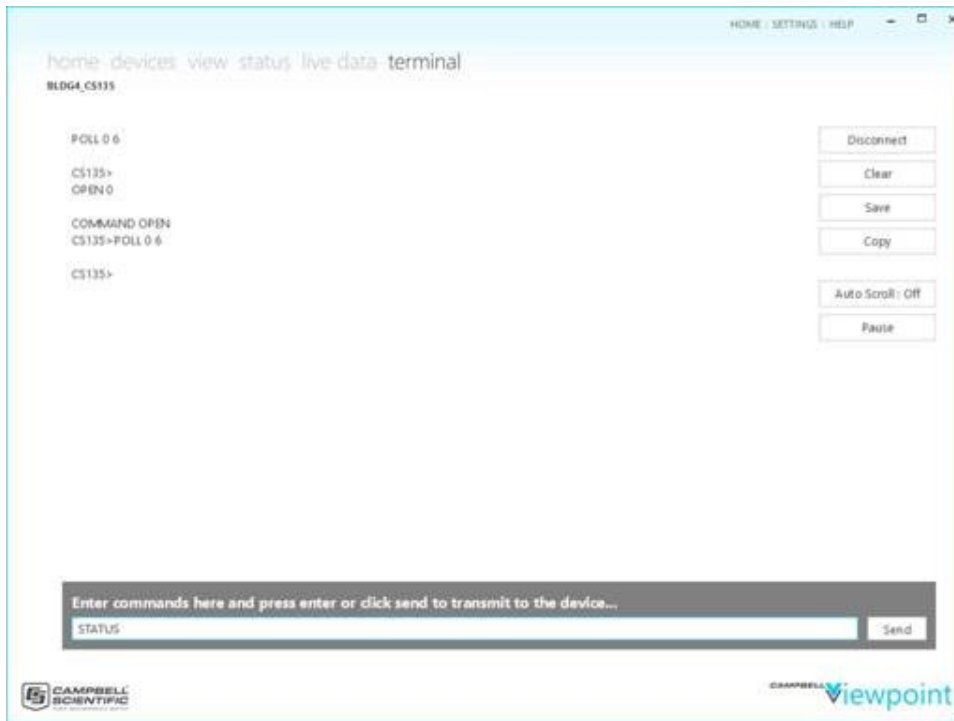 HOME : SETTINGS : HELP
home devices view status live data terminal
BLDG4_CS135
POLL 0 6
CS135>
OPEN 0
COMMAND OPEN
CS135>POLL 0 6
CS135>
Disconnect
Clear
Save
Copy
Auto Scroll : Off
Pause
Enter commands here and press enter or click send to transmit to the device...
STATUS
Send
CAMPBELL
SCIENTIFIC
CAMPBELL Viewpoint